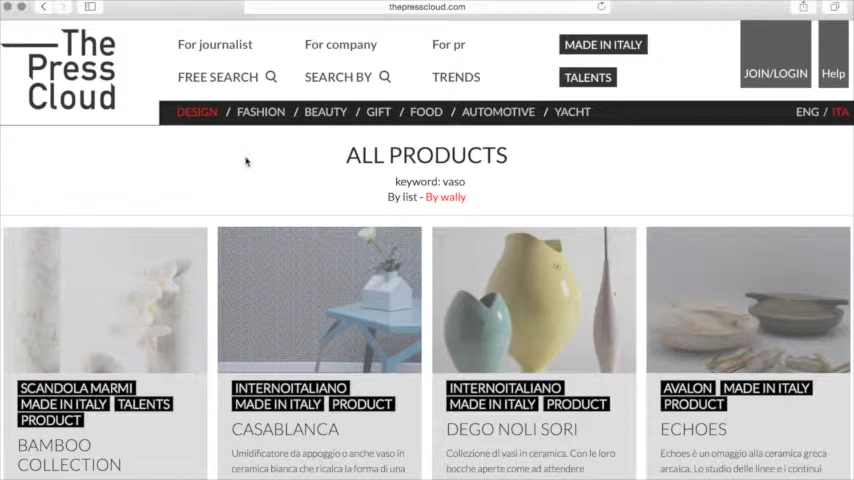 thepresscloud.com
The
Press
Cloud
For journalist
For company
For pr
MADE IN ITALY
FREE SEARCH
SEARCH BY
TRENDS
TALENTS
JOIN/LOGIN
Help
DESIGN / FASHION / BEAUTY / GIFT / FOOD / AUTOMOTIVE / YACHT
ENG / ITA
ALL PRODUCTS
keyword: vaso
By list - By wally
SCANDOLA MARMI
MADE IN ITALY TALENTS
PRODUCT
BAMBOO
COLLECTION
INTERNOITALIANO
MADE IN ITALY PRODUCT
CASABLANCA
Umidificatore da appoggio o anche vaso in
ceramica bianca che ricalca la forma di una
INTERNOITALIANO
MADE IN ITALY PRODUCT
DEGO NOLI SORI
Collezione di vasi in ceramica. Con le loro
bocche aperte come ad attendere
AVALON MADE IN ITALY
PRODUCT
ECHOES
Echoes è un omaggio alla ceramica greca
arcaica. Lo studio delle linee e i continui